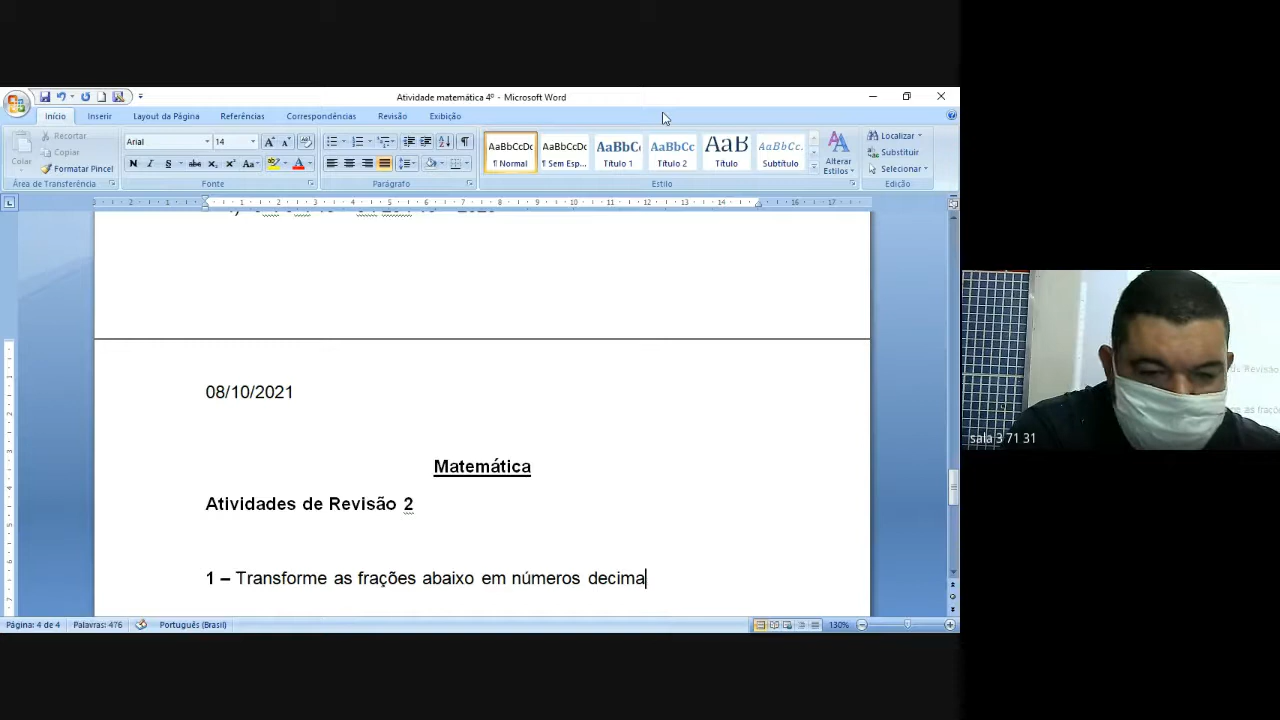 Atividade matemática 4º - Microsoft Word
Início Inserir Layout da Página Referências Correspondências Revisão Exibição
Colar
Recortar
Copiar
Formatar Pincel
Área de Transferência
Arial 14
N I S abc x₂ x² Aa A
Fonte
Parágrafo
AaBbCcDc AaBbCcDc AaBbCc AaBbCc AaB AaBbCc.
¶ Normal ¶ Sem Esp... Título 1 Título 2 Título Subtítulo
Alterar Estilos
Estilo
Localizar
Substituir
Selecionar
Edição
08/10/2021
Matemática
Atividades de Revisão 2
1 – Transforme as frações abaixo em números decima
Página: 4 de 4 Palavras: 476 Português (Brasil) 130%
sala 3 71 31